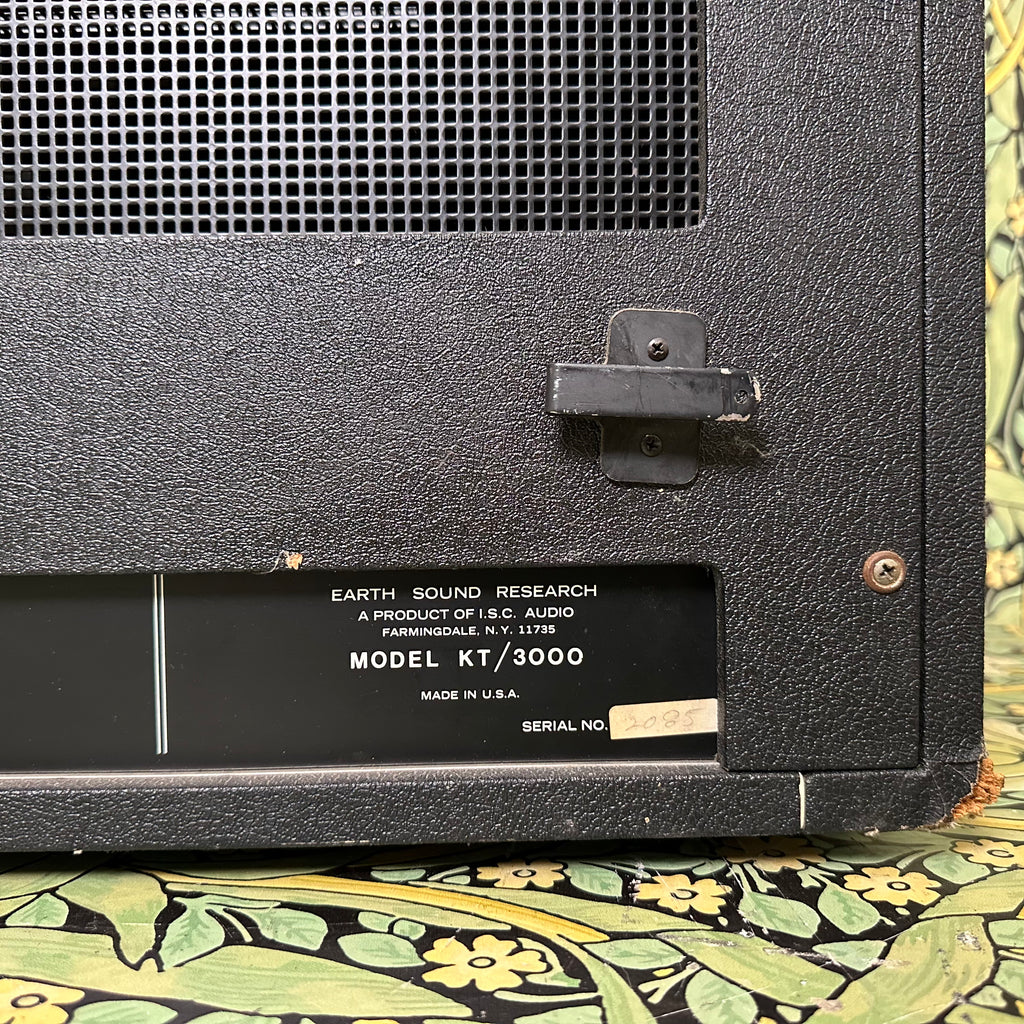 EARTH SOUND RESEARCH
A PRODUCT OF I.S.C. AUDIO
FARMINGDALE, N.Y. 11735
MODEL KT/3000
MADE IN U.S.A.
SERIAL NO. 2085